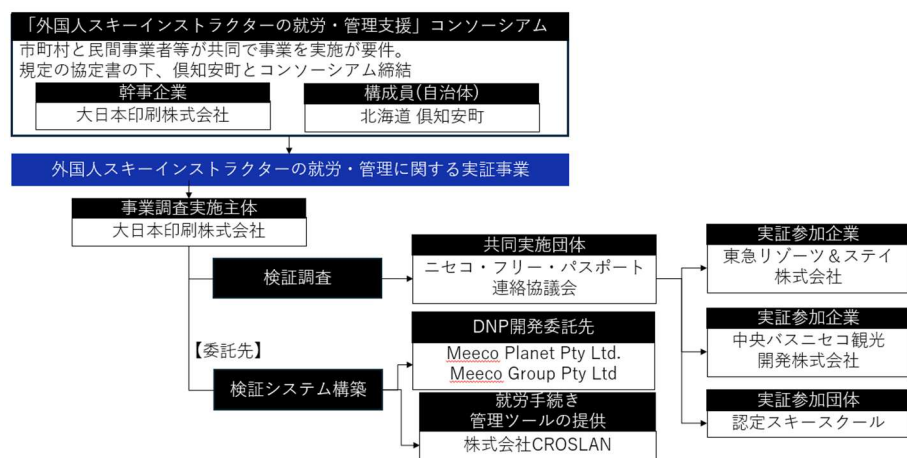 「外国人スキーインストラクターの就労・管理支援」コンソーシアム
市町村と民間事業者等が共同で事業を実施が要件。
規定の協定書の下、倶知安町とコンソーシアム締結
幹事企業
大日本印刷株式会社
構成員(自治体)
北海道 倶知安町
外国人スキーインストラクターの就労・管理に関する実証事業
事業調査実施主体
大日本印刷株式会社
検証調査
共同実施団体
ニセコ・フリー・パスポート
連絡協議会
実証参加企業
東急リゾーツ&ステイ
株式会社
実証参加企業
中央バスニセコ観光
開発株式会社
実証参加団体
認定スキースクール
【委託先】
検証システム構築
DNP開発委託先
Meeco Planet Pty Ltd.
Meeco Group Pty Ltd
就労手続き
管理ツールの提供
株式会社CROSLAN